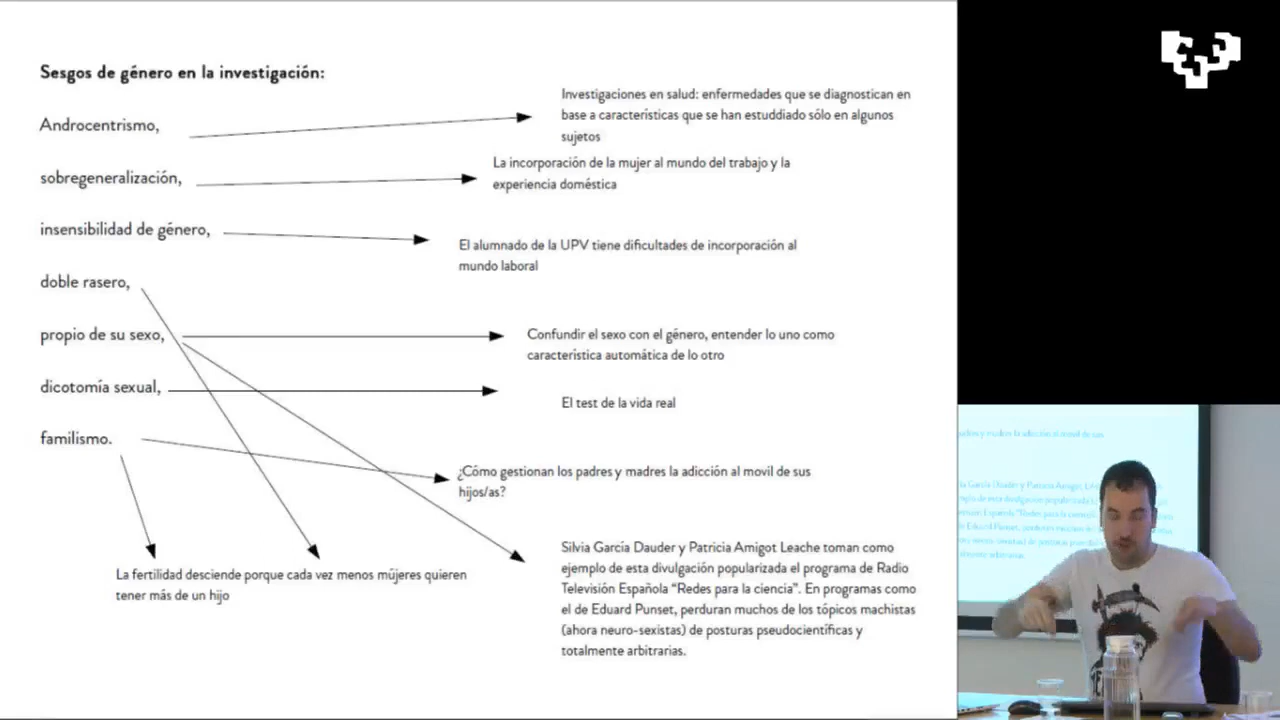 Sesgos de género en la investigación:
Androcentrismo,
sobregeneralización,
insensibilidad de género,
doble rasero,
propio de su sexo,
dicotomía sexual,
familismo.
Investigaciones en salud: enfermedades que se diagnostican en
base a características que se han estuddiado sólo en algunos
sujetos
La incorporación de la mujer al mundo del trabajo y la
experiencia doméstica
El alumnado de la UPV tiene dificultades de incorporación al
mundo laboral
Confundir el sexo con el género, entender lo uno como
característica automática de lo otro
El test de la vida real
¿Cómo gestionan los padres y madres la adicción al movil de sus
hijos/as?
La fertilidad desciende porque cada vez menos mujeres quieren
tener más de un hijo
Silvia García Dauder y Patricia Amigot Leache toman como
ejemplo de esta divulgación popularizada el programa de Radio
Televisión Española “Redes para la ciencia”. En programas como
el de Eduard Punset, perduran muchos de los tópicos machistas
(ahora neuro-sexistas) de posturas pseudocientíficas y
totalmente arbitrarias.